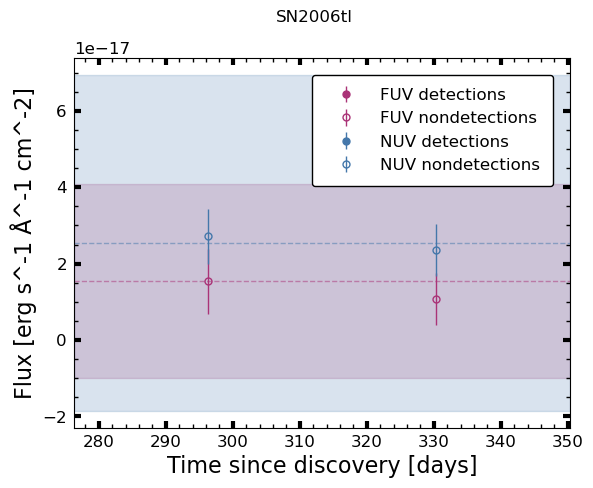 SN2006tl
1e−17
FUV detections
FUV nondetections
NUV detections
NUV nondetections
6
4
2
0
−2
Flux [erg s^-1 Å^-1 cm^-2]
280 290 300 310 320 330 340 350
Time since discovery [days]